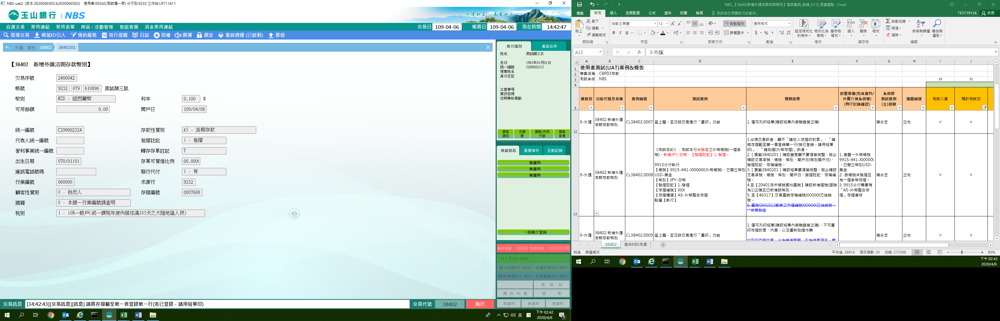 NBS-uat2 (版本:2020040302.b2020040302) 使用者:00242(測試櫃一辰) 分行別:9232 工作站:L9711A11
玉山銀行 | NBS
心清如玉 義重如山
自選交易 常用連結 常用表單 商品 / 活動管理 智能客服 消金常用連結
交易日 109-04-06 帳務日 109-04-06 現在時間 14:42:47
搜尋交易 帳號ID引入 預約服務 蒞行提醒 日誌 授權 廣播 鎖定 重啟週邊 (已啟動) 簽退
外匯 其他 38402 3840201
【38402 新增外匯活期存款幣別】
交易序號 2400042
帳號 9232 879 610896 測試顏三鼠
幣別 NZD - 紐西蘭幣 利率 0.100 %
可用餘額 0.00 開戶日 109/04/06
統一編號 C299002324 存款性質別 A5 - 活期存款
代表人統一編號 發摺註記 1 - 發摺
營利事業統一編號 轉存存單註記 Y
出生日期 070/01/01 存單可質借比例 00.000
通訊電話號碼 聯行代付 1 - 有
行業編號 060000 來源行 9232
顧客性質別 0 - 自然人 存摺編號 0007688
國籍 0 - 本國－行業編號請查明
稅別 1 - 10%一般戶(或一課稅年度內居住滿183天之大陸地區人民)
身分識別 產品往來
姓名 測試顏三亥
生日 1981年01月01日
統一編號 C299002315
理專姓名
身分註記
注意事項
簡訊密碼
近期事故異動
顧客資訊 手續費 通路/共同行銷 顧客影像
推薦商品 重要事件 互動記錄
無資料
無資料
無資料
一般轉介登錄
服務號碼： 0000 等候時間： 00分00秒
V I P:0人 00分
個人交易:0人 00分 企業交易:0人 00分
開戶/申請:0人 00分 外匯業務:0人 00分
再 呼 叫
預 約 叫 號 結 束
無資料 無資料 無資料
交易訊息 [14:42:43][交易訊息][訊息] 請將存摺翻至第一頁登錄第一行(若已登錄，請用短單印) 交易代號 38402 執行
英 下午 02:42
2020/4/6 3
NBS_【38402新增外匯活期存款幣別】測試案例_前端_V1.0_測資盤點 - Excel
檔案 常用 插入 版面配置 公式 資料 校閱 檢視 告訴我您想要執行的動作... TEST19134 共用
貼上 剪下 複製 複製格式 剪貼簿
微軟正黑體 12 B I U 字型
自動換列 跨欄置中 對齊方式
通用格式 $ % , 數值
設定格式化的條件 格式化為表格 儲存格樣式 樣式
插入 刪除 格式 儲存格
自動加總 填滿 清除 排序與篩選 尋找與選取 編輯
A13 fx 9-外匯
A B C D E F G H I J
1 使用者測試(UAT)案例&報告
2 專案名稱：CBP03存款
3 測試系統：NBS 53 31
4
5 業務別 功能代號及名稱 案例編號 測試案例 預期結果 前置準備(包含資料/外圍介接系統等)(與IT討論確認) 系統部測試案例(主)經辦 議題編號 測試人員 預計測試日
12 9-外匯 38402 新增外匯活期存款幣別 CL38402.0007 呈上題，至日誌交易進行「重印」功能 1. 僅可列印短單(確認短單內容驗證皆正確) 陳永芝 正向 V V
13 9-外匯 38402 新增外匯活期存款幣別 CL38402.0008
《測試目的》：測試本行未發摺之外幣帳號(一摺多幣)，新增JPY-日幣、【發摺註記】1-發摺。
9915分行執行
【帳號】9915-441-XXXXXX(外幣帳號)，已開立幣別USD-美金
【幣別】JPY-日幣
【發摺註記】1-發摺
【存摺編號】XXX
【存摺種類】A5-外幣整合存摺
點選【執行】
1.出現交易訊息：顯示「請放入存摺印封面」、「請將存摺翻至第一頁登錄第一行(若已登錄，請用短單印)」、「請刷摺(外幣存摺)」訊息。
2. [ 頁籤3840201 ] 確認畫面顯示要項皆完整，務必確認交易序號、帳號、幣別、開戶日(幣別開戶日)、發摺註記、存簿編號。
3. [ 頁籤3840201 ] 確認短單要項皆完整，務必確認交易序號、帳號、幣別、開戶日、發摺註記、存簿編號。
4.至【20401存戶帳號資料查詢】確認新增摺號(摺號為1)正確且已新增該幣別。
5. 至【46317】交易查詢存簿編號XXXXXX已被銷號。
6. 查詢GM1012報表之存摺編號XXXXXX已被銷號。
**無需驗證
1. 建置一外幣帳號9915-441-XXXXXX，已開立幣別USD-美金
2. 該帳號未發摺且為一摺多幣存摺。
3. 9915分行需要有「A5-外幣整合存摺」存摺庫存
陳永芝 正向 V V
9-外匯 38402 新增外匯活期存款幣別 CL38402.0009 呈上題，至日誌交易進行「重印」功能
1. 僅可列印短單(確認短單內容驗證皆正確)，不可重印存摺封面、內頁，以及重新刷摺作業
陳永芝 正向 V V
38402 提供NBS測資
就緒 篩選模式 平均值: 38914 項目個數: 35 加總: 272398 80%
下午 02:42
2020/4/6